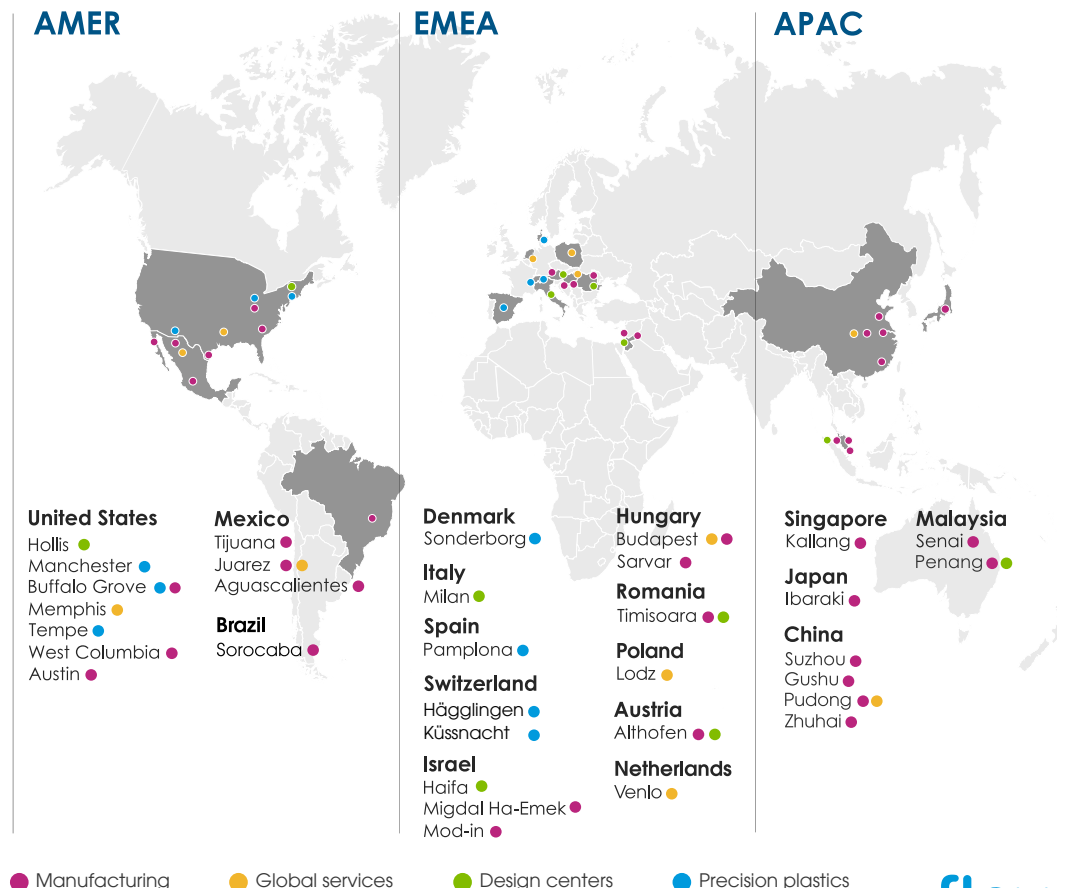 AMER
EMEA
APAC
United States
Hollis
Manchester
Buffalo Grove
Memphis
Tempe
West Columbia
Austin
Mexico
Tijuana
Juarez
Aguascalientes
Brazil
Sorocaba
Denmark
Sonderborg
Italy
Milan
Spain
Pamplona
Switzerland
Hägglingen
Küssnacht
Israel
Haifa
Migdal Ha-Emek
Mod-in
Hungary
Budapest
Sarvar
Romania
Timisoara
Poland
Lodz
Austria
Althofen
Netherlands
Venlo
Singapore
Kallang
Japan
Ibaraki
China
Suzhou
Gushu
Pudong
Zhuhai
Malaysia
Senai
Penang
Manufacturing
Global services
Design centers
Precision plastics